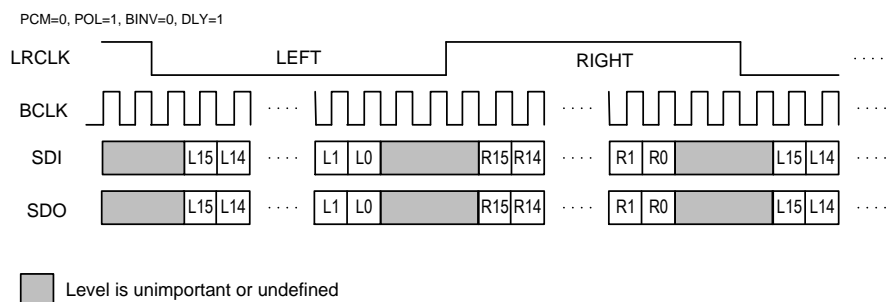 PCM=0, POL=1, BINV=0, DLY=1
LRCLK LEFT RIGHT ....
BCLK .... .... ....
SDI L15 L14 .... L1 L0 R15 R14 .... R1 R0 L15 L14 ....
SDO L15 L14 .... L1 L0 R15 R14 .... R1 R0 L15 L14 ....
Level is unimportant or undefined